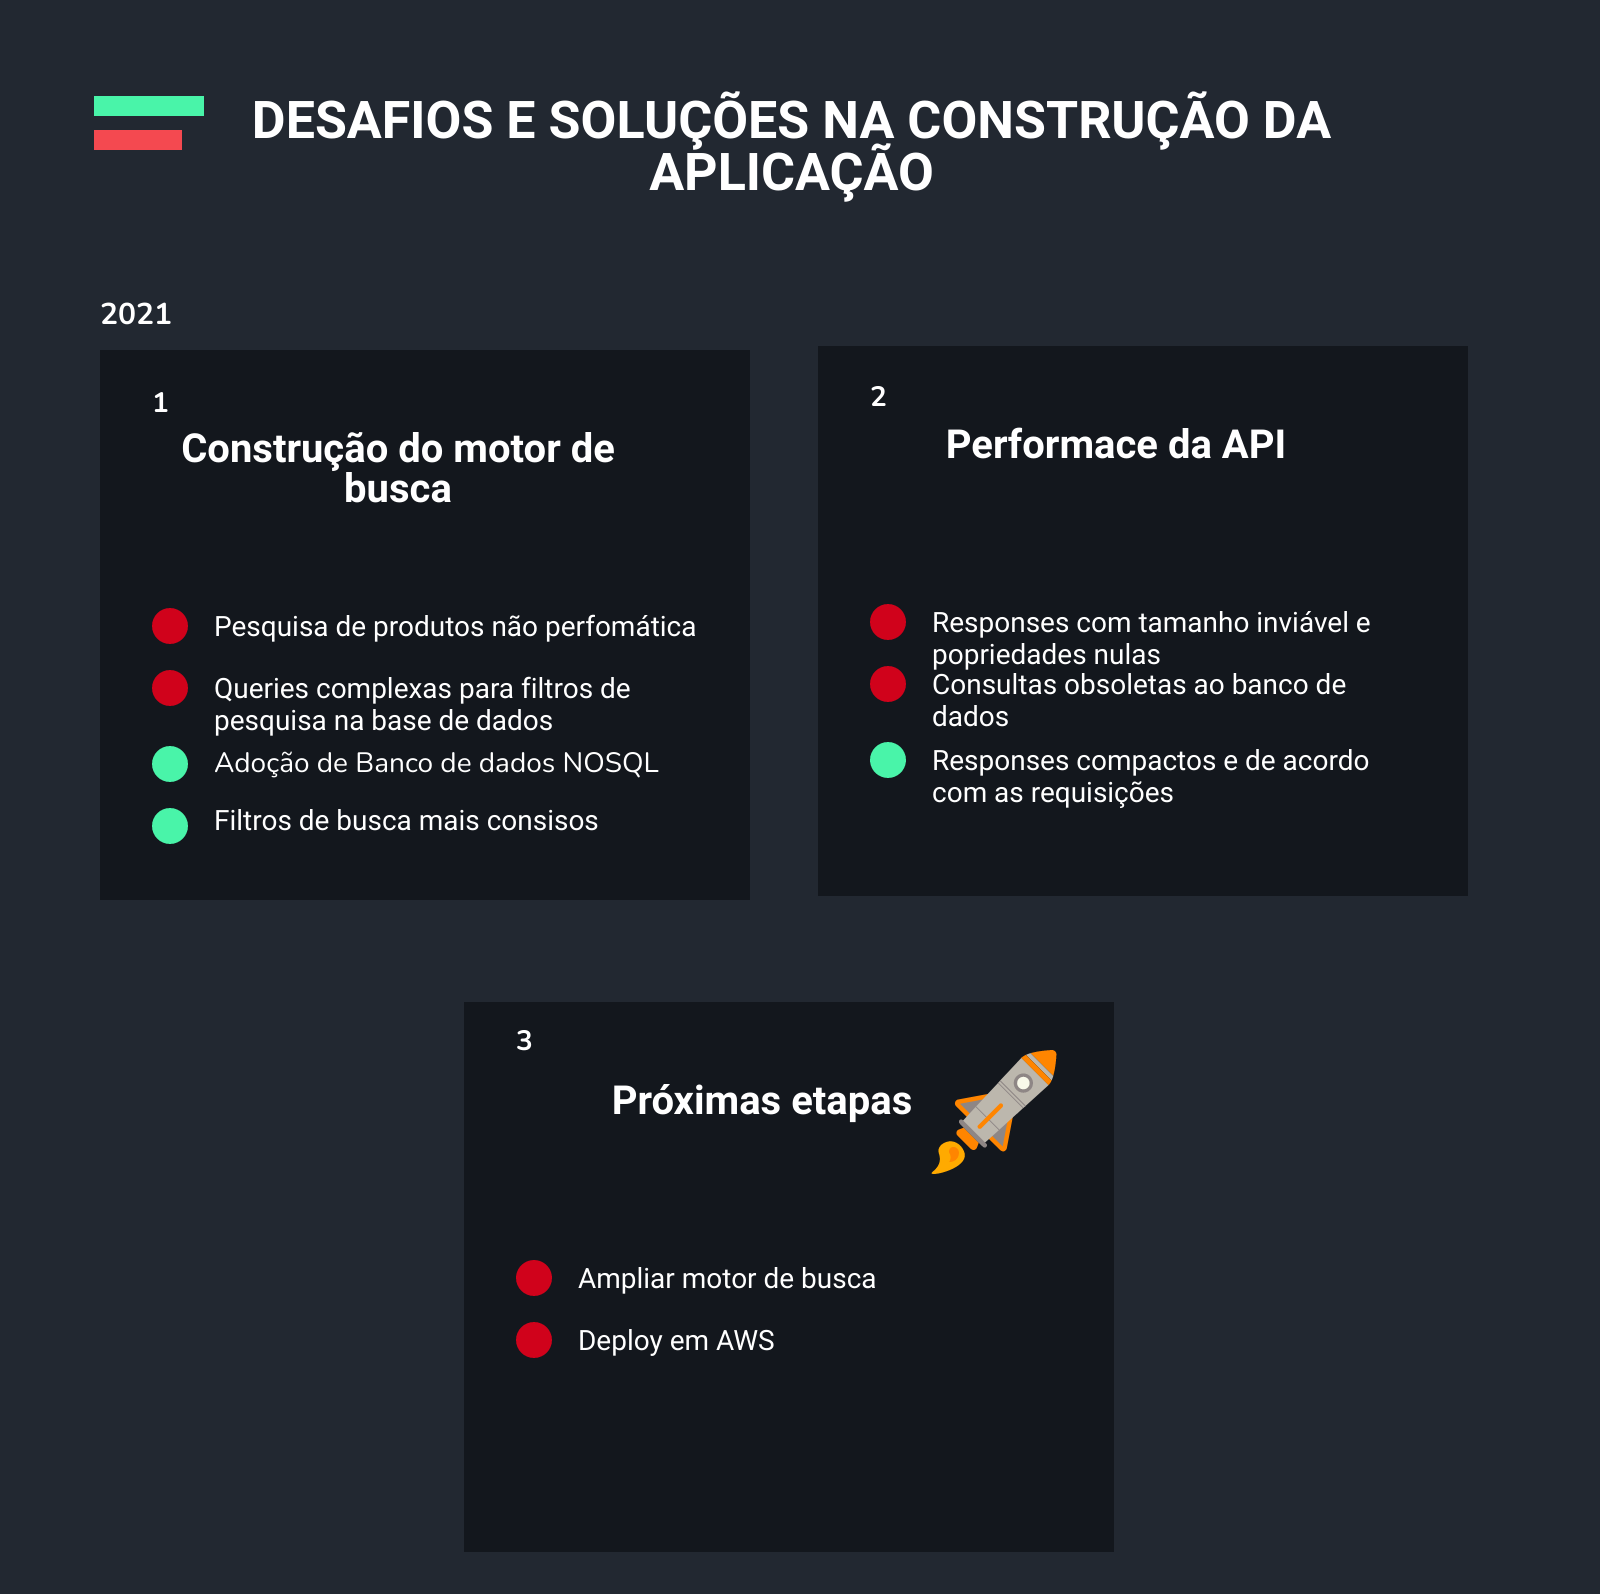 DESAFIOS E SOLUÇÕES NA CONSTRUÇÃO DA
APLICAÇÃO
2021
1
Construção do motor de
busca
Pesquisa de produtos não perfomática
Queries complexas para filtros de
pesquisa na base de dados
Adoção de Banco de dados NOSQL
Filtros de busca mais consisos
2
Performace da API
Responses com tamanho inviável e
popriedades nulas
Consultas obsoletas ao banco de
dados
Responses compactos e de acordo
com as requisições
3
Próximas etapas
Ampliar motor de busca
Deploy em AWS